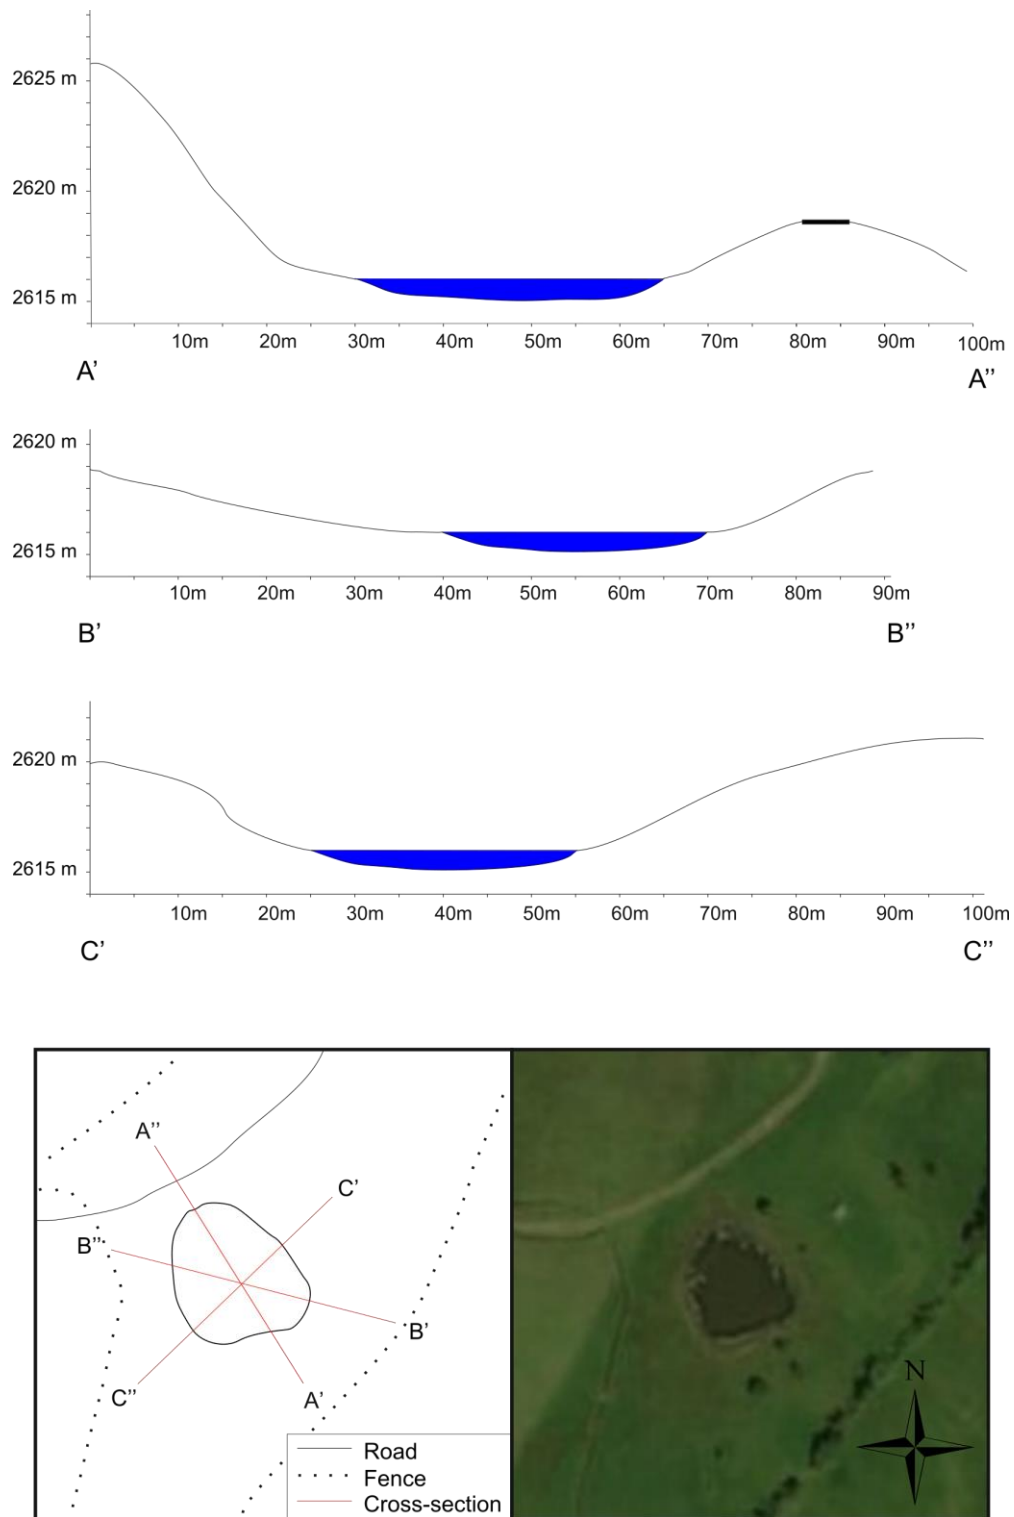 2625 m
2620 m
2615 m
10m 20m 30m 40m 50m 60m 70m 80m 90m 100m
A’ A’’
2620 m
2615 m
10m 20m 30m 40m 50m 60m 70m 80m 90m
B’ B’’
2620 m
2615 m
10m 20m 30m 40m 50m 60m 70m 80m 90m 100m
C’ C’’
A’’
C’
B’’
B’
C’’
A’
Road
Fence
Cross-section
N